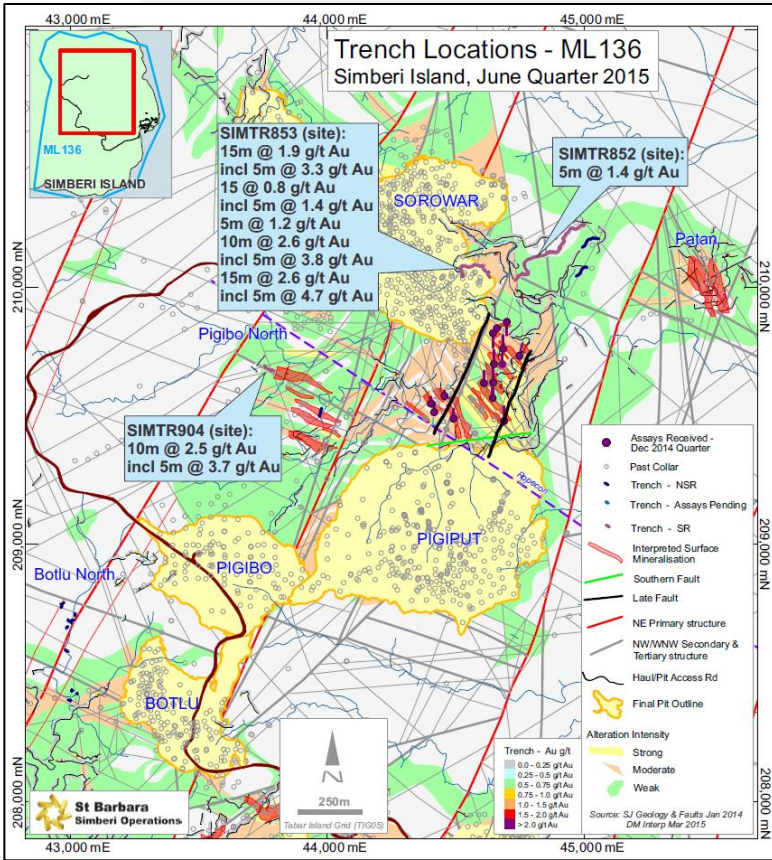 43,000 mE
44,000 mE
45,000 mE
Trench Locations - ML136
Simberi Island, June Quarter 2015
ML136
SIMBERI ISLAND
SIMTR853 (site):
15m @ 1.9 g/t Au
incl 5m @ 3.3 g/t Au
15 @ 0.8 g/t Au
incl 5m @ 1.4 g/t Au
5m @ 1.2 g/t Au
10m @ 2.6 g/t Au
incl 5m @ 3.8 g/t Au
15m @ 2.6 g/t Au
incl 5m @ 4.7 g/t Au
SIMTR852 (site):
5m @ 1.4 g/t Au
SOROWAR
Patan
210,000 mN
210,000 mN
Pigibo North
SIMTR904 (site):
10m @ 2.5 g/t Au
incl 5m @ 3.7 g/t Au
Ropecon
209,000 mN
209,000 mN
PIGIPUT
PIGIBO
Botlu North
BOTLU
Assays Received -
Dec 2014 Quarter
Past Collar
Trench - NSR
Trench - Assays Pending
Trench - SR
Interpreted Surface
Mineralisation
Southern Fault
Late Fault
NE Primary structure
NW/WNW Secondary &
Tertiary structure
Haul/Pit Access Rd
Final Pit Outline
Alteration Intensity
Strong
Moderate
Weak
Source: SJ Geology & Faults Jan 2014
DM Interp Mar 2015
Trench - Au g/t
0.0 - 0.25 g/t Au
0.25 - 0.5 g/t Au
0.5 - 0.75 g/t Au
0.75 - 1.0 g/t Au
1.0 - 1.5 g/t Au
1.5 - 2.0 g/t Au
> 2.0 g/t Au
N
250m
Tabar Island Grid (TIG05)
St Barbara
Simberi Operations
208,000 mN
208,000 mN
43,000 mE
44,000 mE
45,000 mE